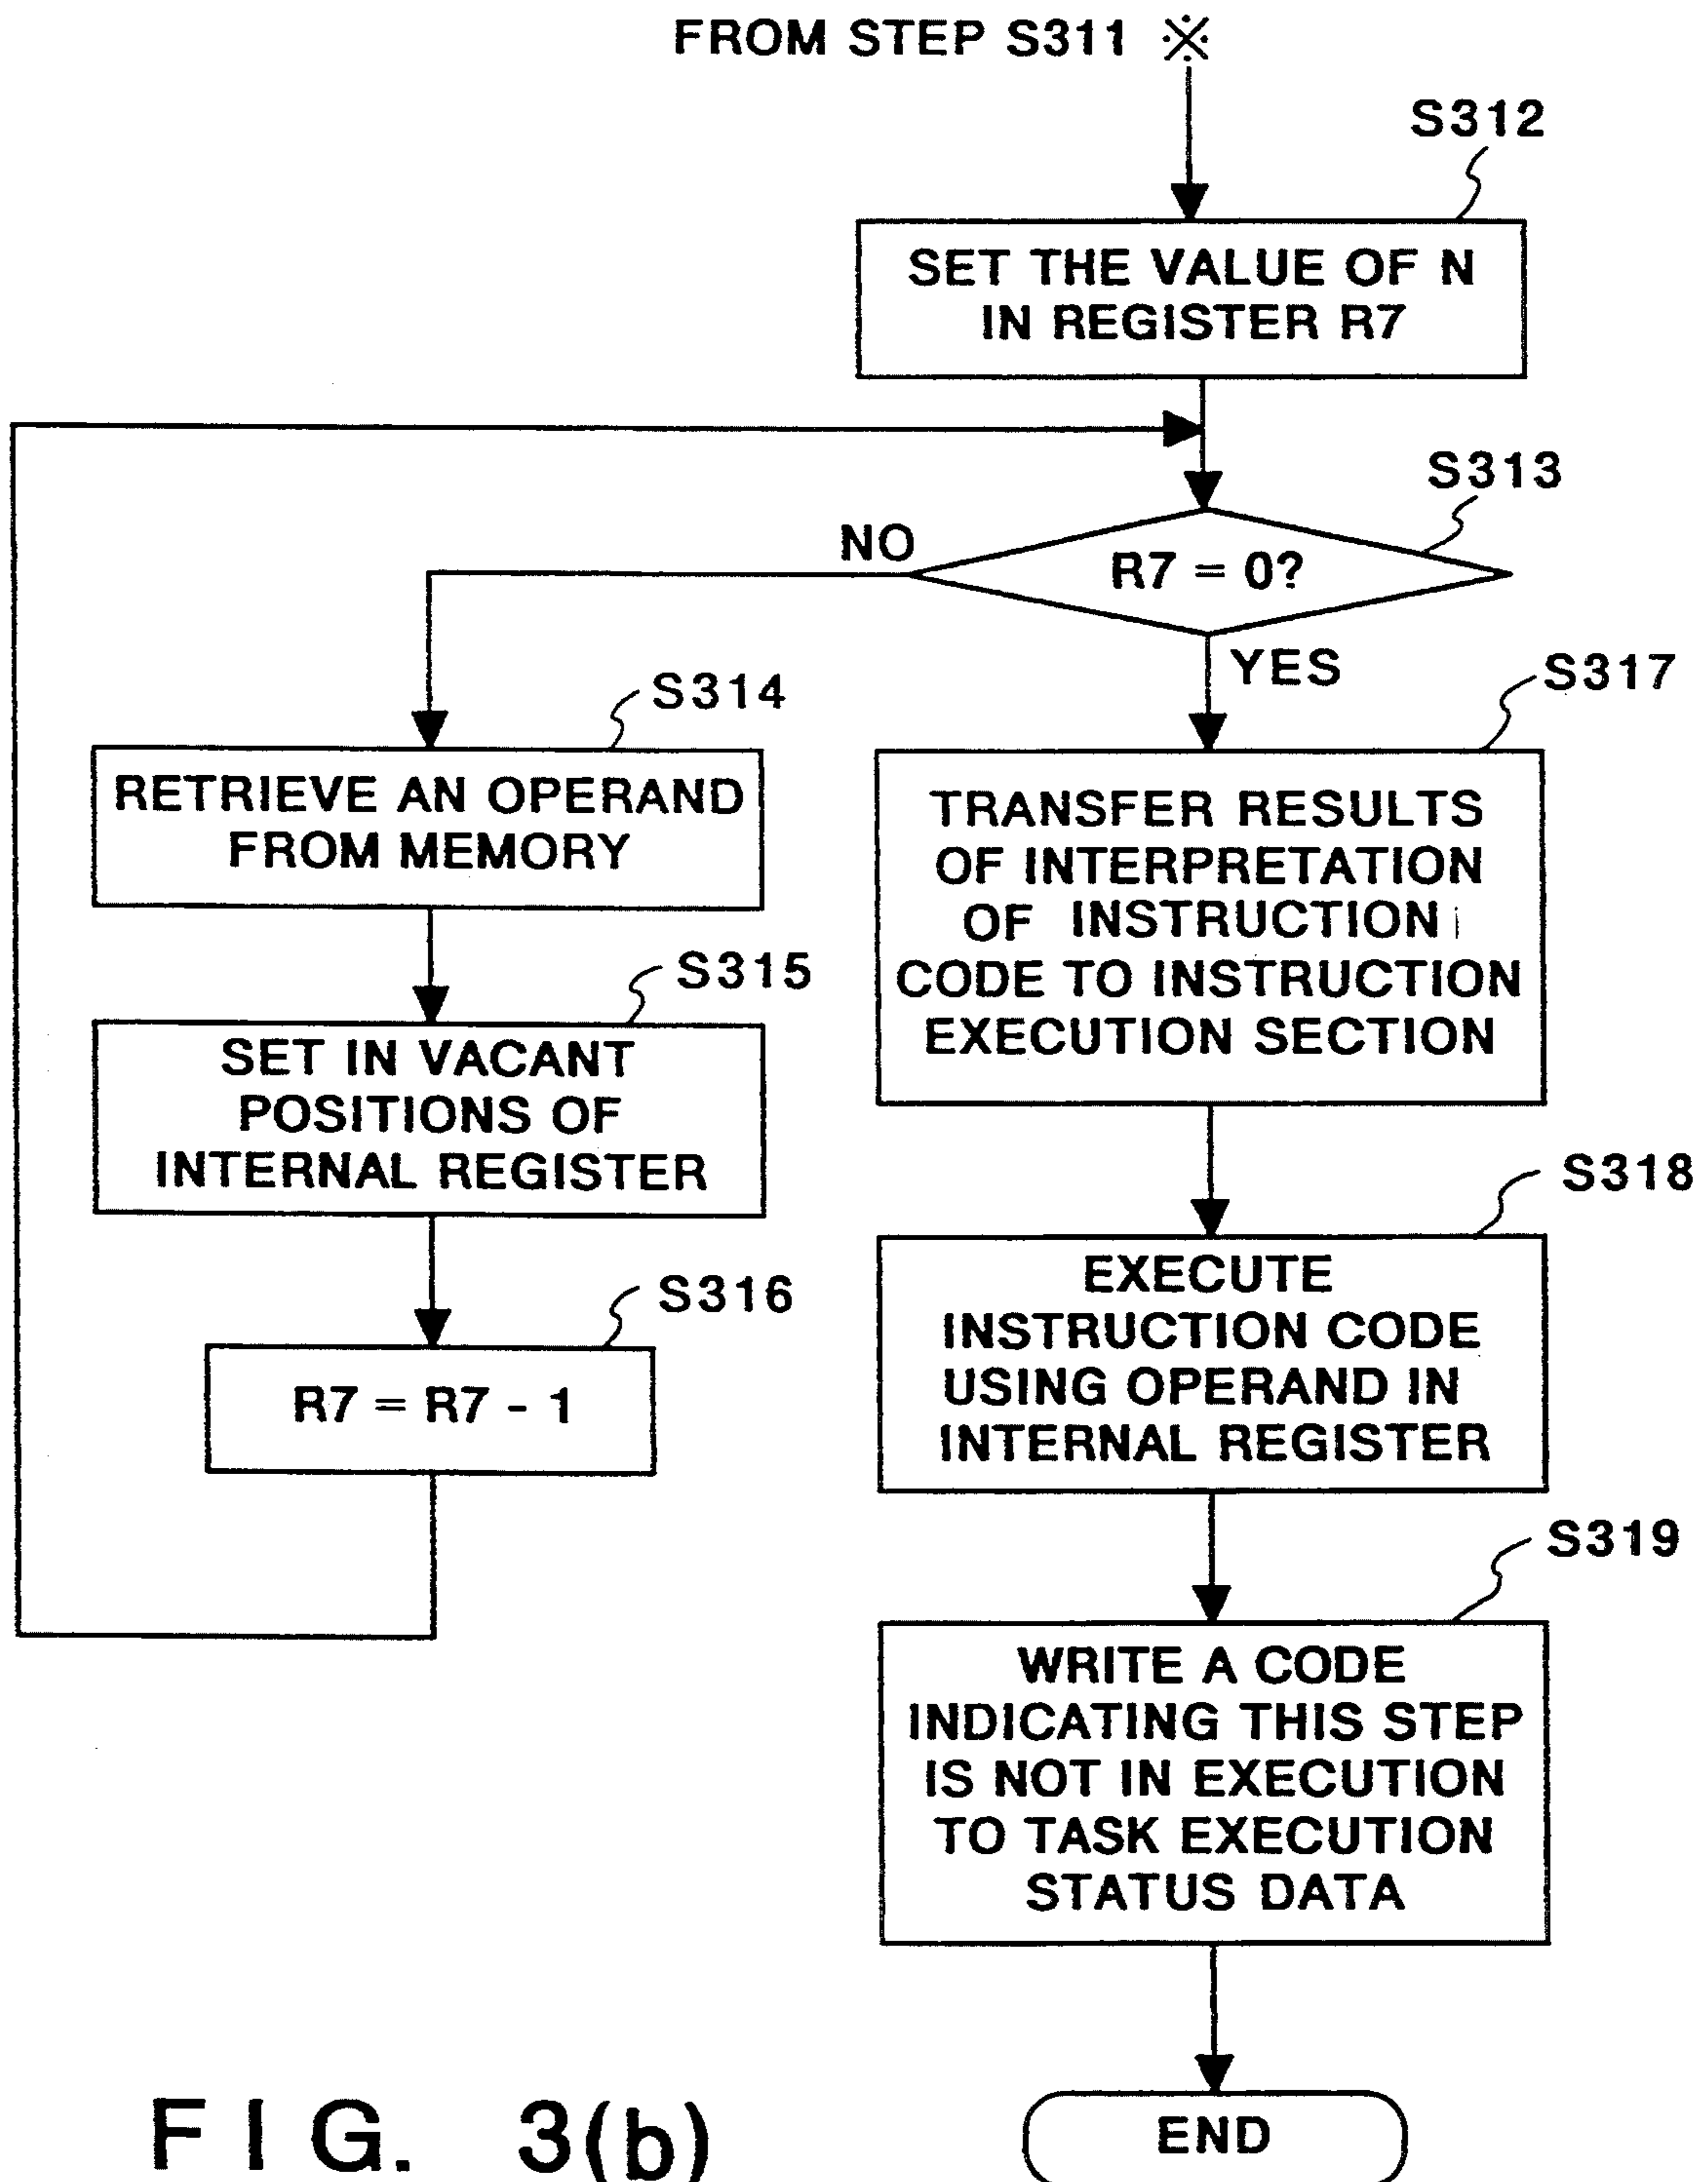 FROM STEP S311 ※
S312
SET THE VALUE OF N
IN REGISTER R7
S313
NO
R7 = 0?
YES
S314
RETRIEVE AN OPERAND
FROM MEMORY
S315
SET IN VACANT
POSITIONS OF
INTERNAL REGISTER
S316
R7 = R7 - 1
S317
TRANSFER RESULTS
OF INTERPRETATION
OF INSTRUCTION
CODE TO INSTRUCTION
EXECUTION SECTION
S318
EXECUTE
INSTRUCTION CODE
USING OPERAND IN
INTERNAL REGISTER
S319
WRITE A CODE
INDICATING THIS STEP
IS NOT IN EXECUTION
TO TASK EXECUTION
STATUS DATA
END
FIG. 3(b)